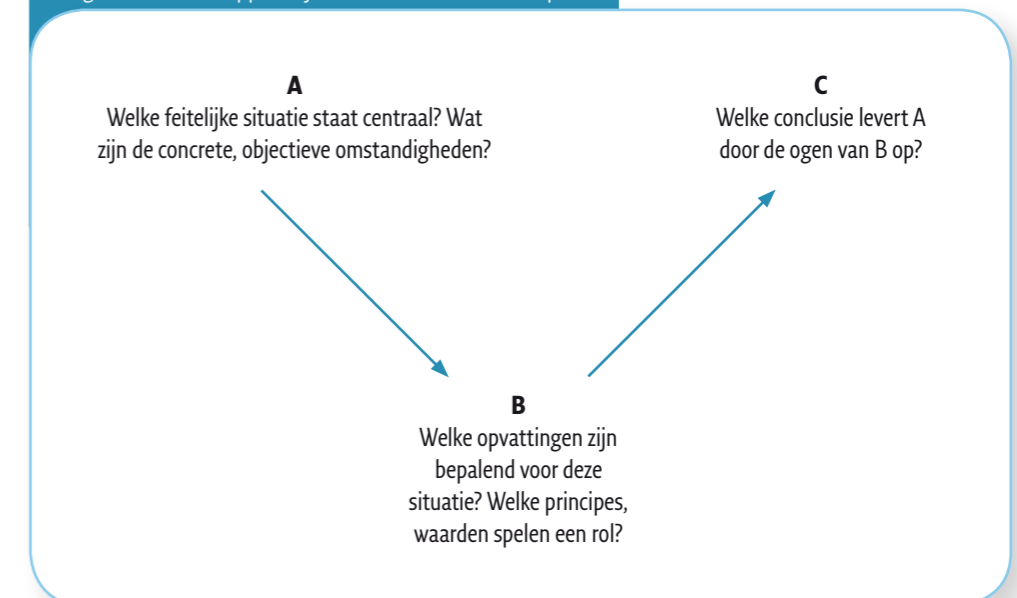 A
Welke feitelijke situatie staat centraal? Wat
zijn de concrete, objectieve omstandigheden?
C
Welke conclusie levert A
door de ogen van B op?
B
Welke opvattingen zijn
bepalend voor deze
situatie? Welke principes,
waarden spelen een rol?